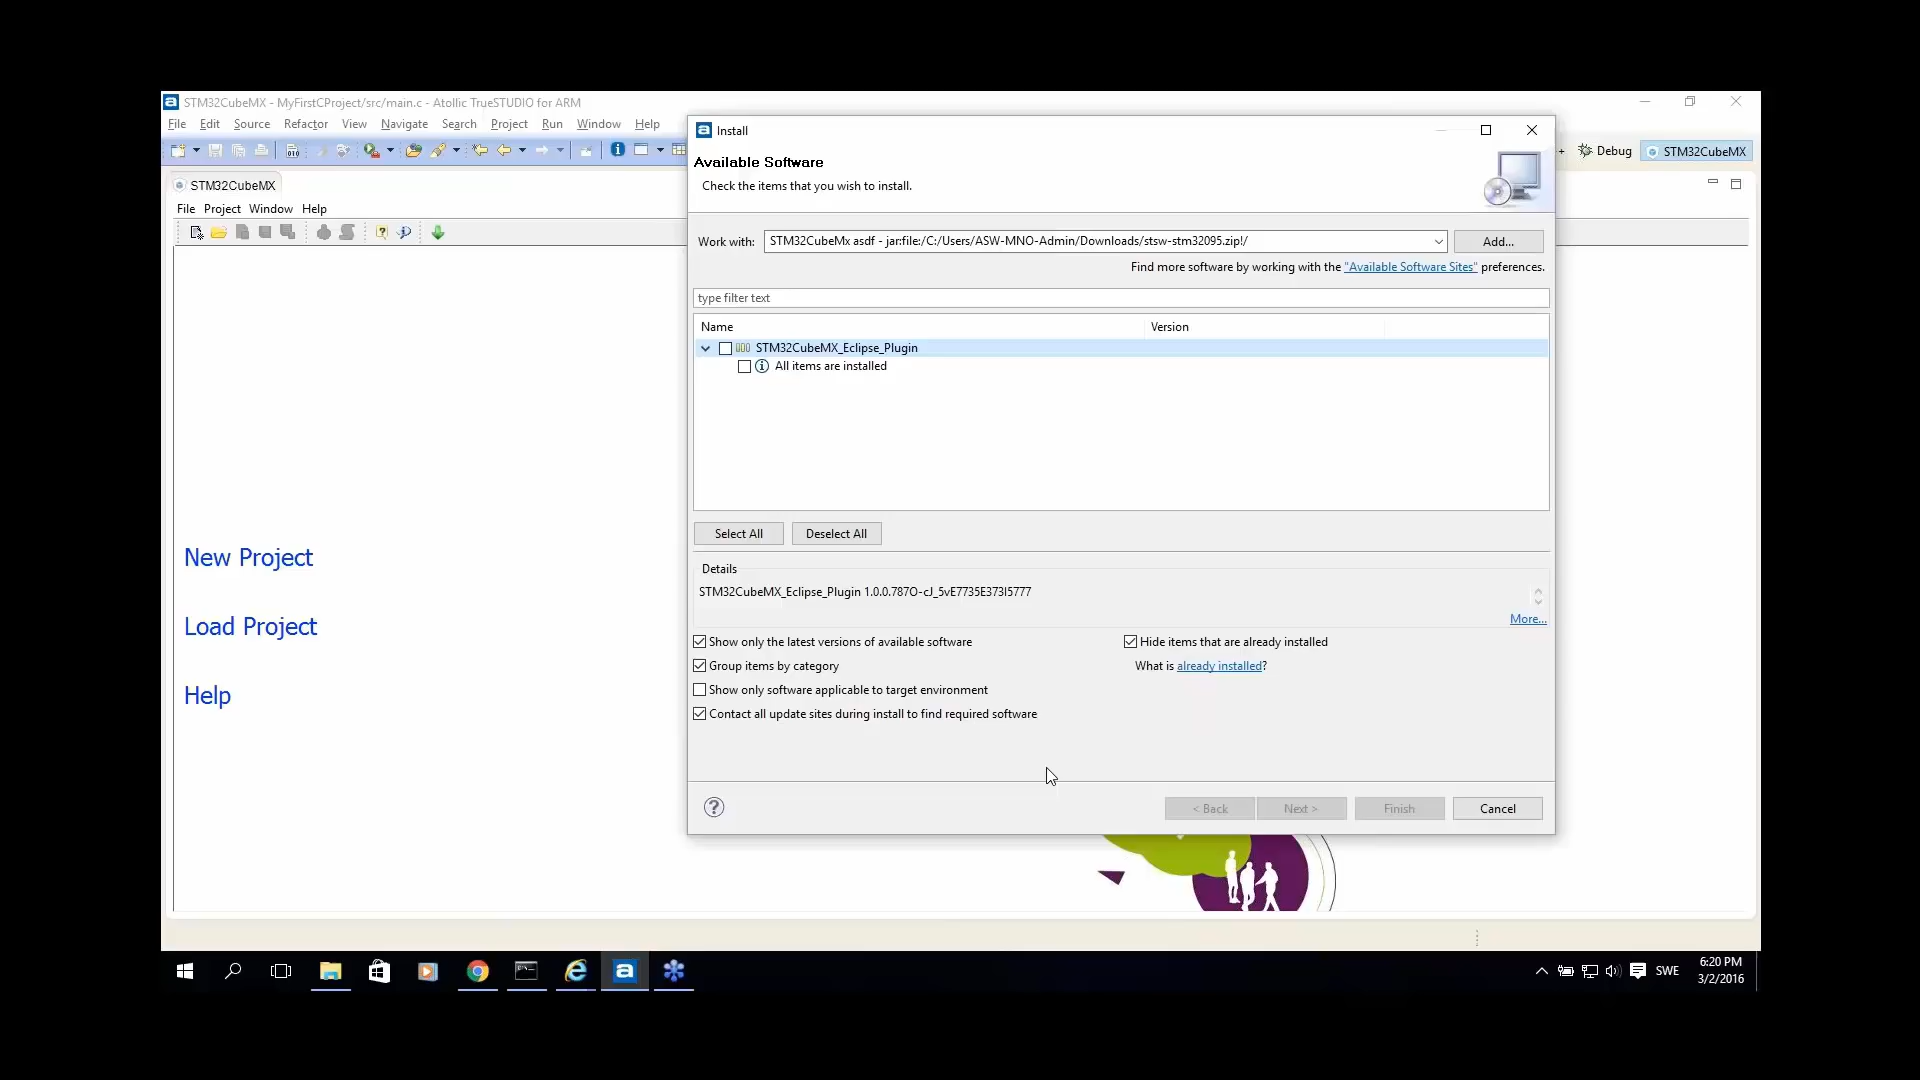 STM32CubeMX - MyFirstCProject/src/main.c - Atollic TrueSTUDIO for ARM
File Edit Source Refactor View Navigate Search Project Run Window Help
Debug STM32CubeMX
STM32CubeMX
File Project Window Help
New Project
Load Project
Help
Install
Available Software
Check the items that you wish to install.
Work with: STM32CubeMx asdf - jar:file:/C:/Users/ASW-MNO-Admin/Downloads/stsw-stm32095.zip!/ Add...
Find more software by working with the "Available Software Sites" preferences.
type filter text
Name Version
STM32CubeMX_Eclipse_Plugin
All items are installed
Select All Deselect All
Details
STM32CubeMX_Eclipse_Plugin 1.0.0.787O-cJ_5vE7735E373I5777
More...
Show only the latest versions of available software Hide items that are already installed
Group items by category What is already installed?
Show only software applicable to target environment
Contact all update sites during install to find required software
< Back Next > Finish Cancel
SWE 6:20 PM
3/2/2016